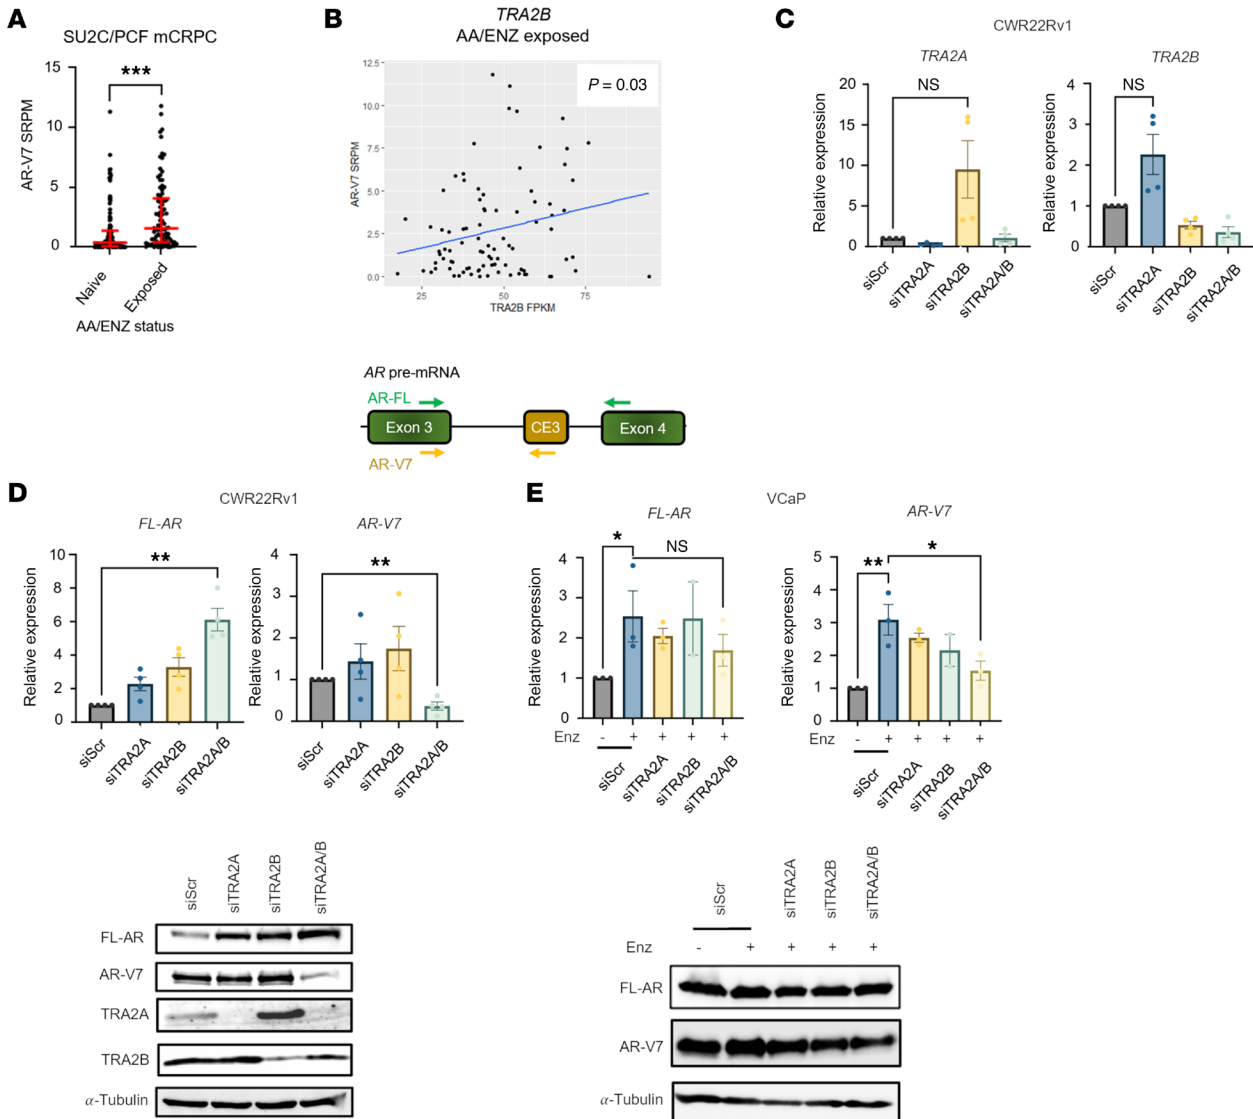 A
SU2C/PCF mCRPC
***
15
10
5
0
AR-V7 SRPM
Naive
Exposed
AA/ENZ status
B
TRA2B
AA/ENZ exposed
P = 0.03
12.5
10.0
7.5
5.0
2.5
0.0
AR-V7 SRPM
25
50
75
TRA2B FPKM
C
CWR22Rv1
TRA2A
NS
20
15
10
5
0
Relative expression
siScr
siTRA2A
siTRA2B
siTRA2A/B
TRA2B
NS
4
3
2
1
0
Relative expression
siScr
siTRA2A
siTRA2B
siTRA2A/B
AR pre-mRNA
AR-FL
Exon 3
CE3
Exon 4
AR-V7
D
CWR22Rv1
FL-AR
**
10
8
6
4
2
0
Relative expression
siScr
siTRA2A
siTRA2B
siTRA2A/B
AR-V7
**
4
3
2
1
0
Relative expression
siScr
siTRA2A
siTRA2B
siTRA2A/B
siScr
siTRA2A
siTRA2B
siTRA2A/B
FL-AR
AR-V7
TRA2A
TRA2B
α-Tubulin
E
VCaP
FL-AR
*
NS
4
3
2
1
0
Relative expression
Enz - + + + +
siScr
siTRA2A
siTRA2B
siTRA2A/B
AR-V7
**
*
5
4
3
2
1
0
Relative expression
Enz - + + + +
siScr
siTRA2A
siTRA2B
siTRA2A/B
siScr
siTRA2A
siTRA2B
siTRA2A/B
Enz - + + + +
FL-AR
AR-V7
α-Tubulin